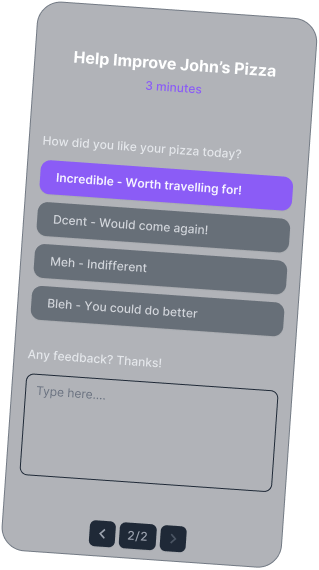 Help Improve John’s Pizza
3 minutes
How did you like your pizza today?
Incredible - Worth travelling for!
Dcent - Would come again!
Meh - Indifferent
Bleh - You could do better
Any feedback? Thanks!
Type here....
2/2